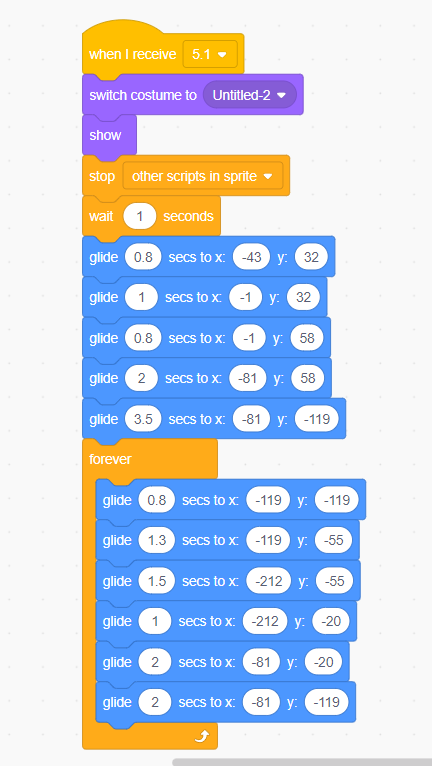 when I receive 5.1
switch costume to Untitled-2
show
stop other scripts in sprite
wait 1 seconds
glide 0.8 secs to x: -43 y: 32
glide 1 secs to x: -1 y: 32
glide 0.8 secs to x: -1 y: 58
glide 2 secs to x: -81 y: 58
glide 3.5 secs to x: -81 y: -119
forever
glide 0.8 secs to x: -119 y: -119
glide 1.3 secs to x: -119 y: -55
glide 1.5 secs to x: -212 y: -55
glide 1 secs to x: -212 y: -20
glide 2 secs to x: -81 y: -20
glide 2 secs to x: -81 y: -119